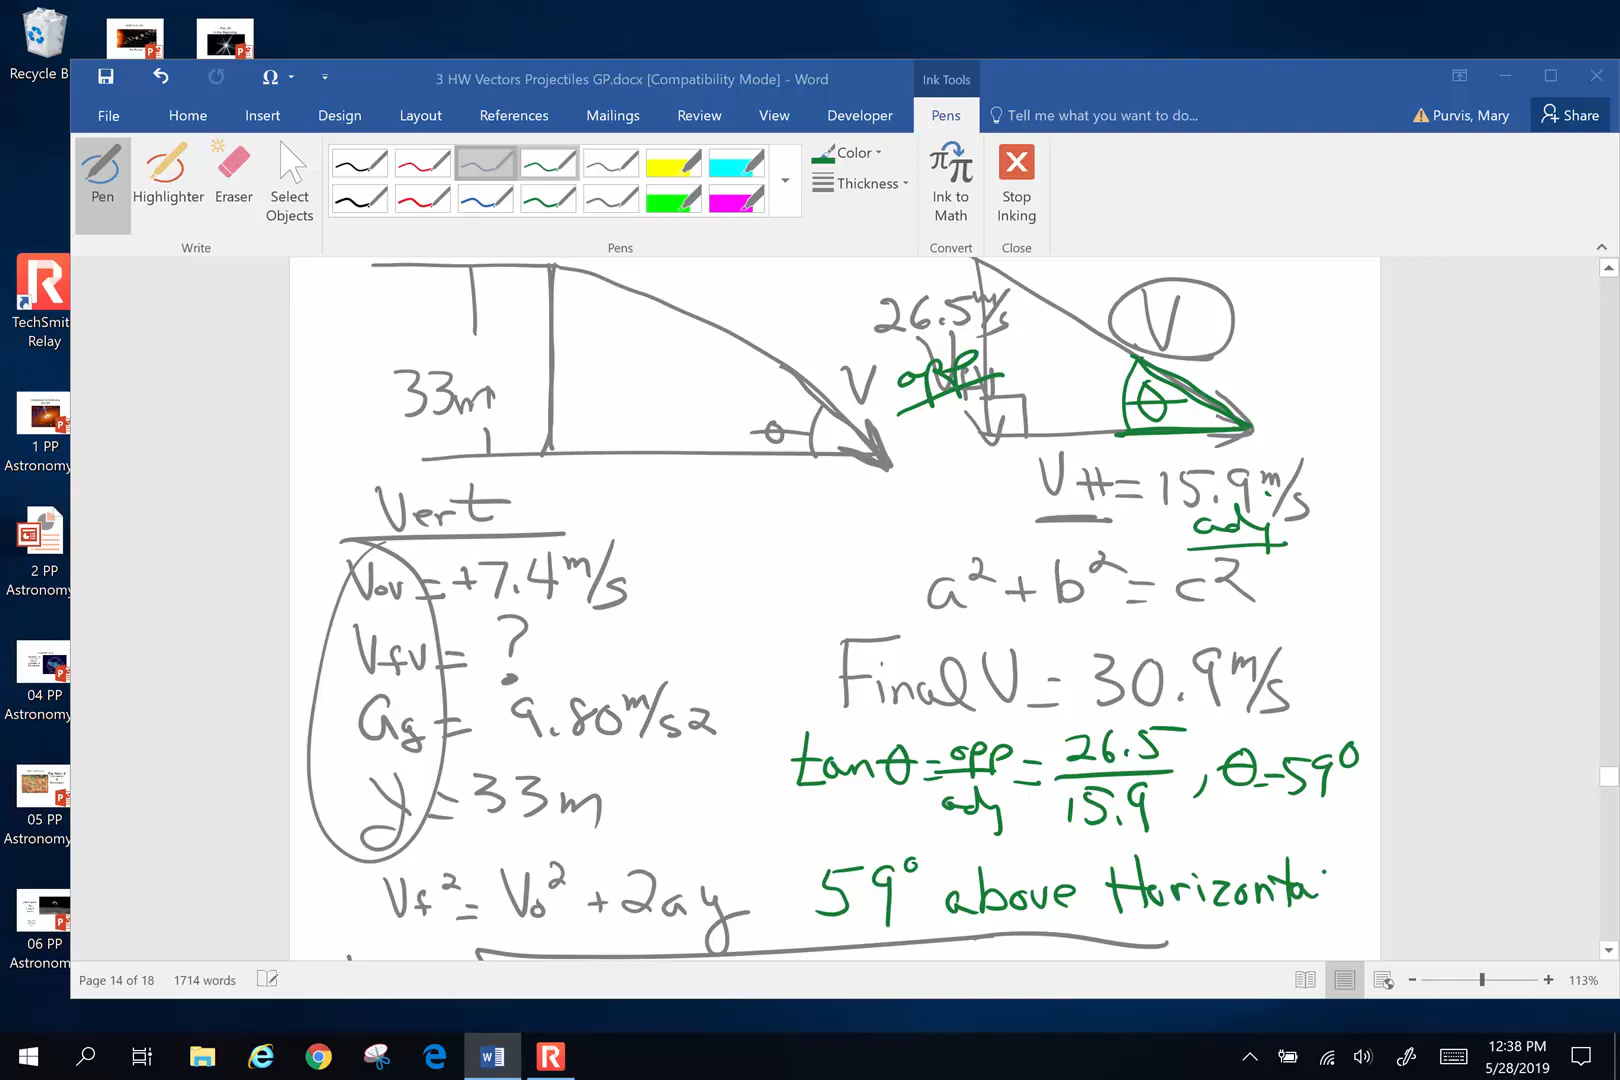 Recycle B
3 HW Vectors Projectiles GP.docx [Compatibility Mode] - Word
Ink Tools
File Home Insert Design Layout References Mailings Review View Developer Pens Tell me what you want to do...
Purvis, Mary
Share
Pen
Highlighter
Eraser
Select Objects
Color
Thickness
Ink to Math
Stop Inking
Write
Pens
Convert
Close
TechSmit Relay
1 PP Astronomy
2 PP Astronomy
04 PP Astronomy
05 PP Astronomy
06 PP Astronomy
33m
V
θ
26.5 m/s
opp
V
θ
V
VH = 15.9 m/s
adj
Vert
Vov = +7.4 m/s
Vfv = ?
ag = 9.80 m/s2
y = 33m
Vf² = Vo² + 2ay
a² + b² = c²
Final V = 30.9 m/s
tan θ = opp/adj = 26.5/15.9, θ = 59°
59° above Horizonta
Page 14 of 18
1714 words
113%
12:38 PM
5/28/2019